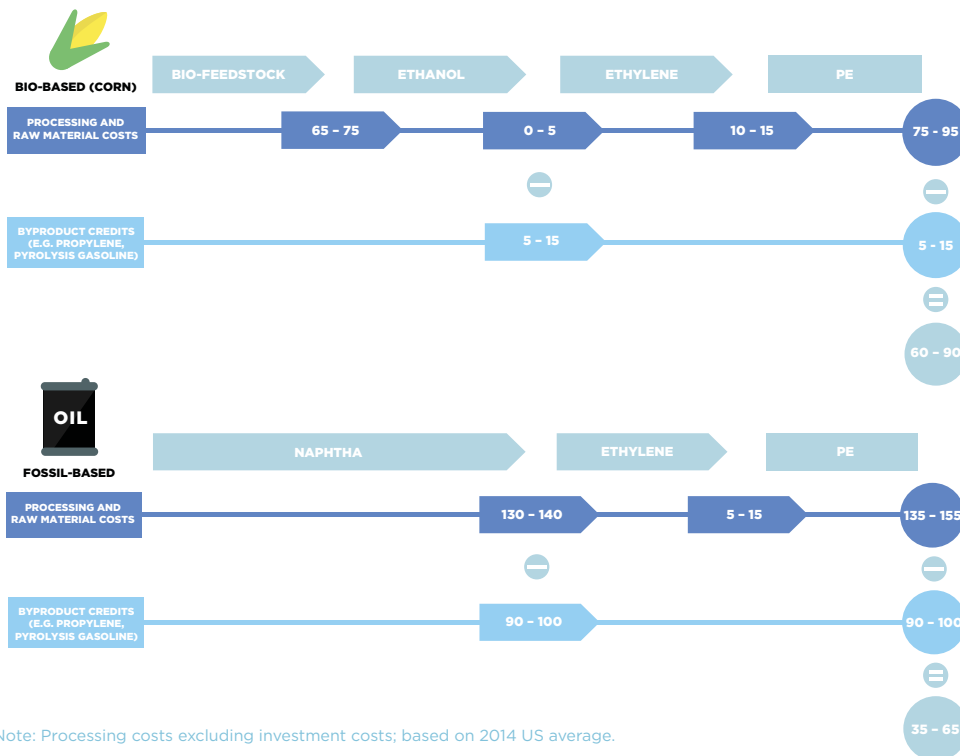 BIO-BASED (CORN)
BIO-FEEDSTOCK
ETHANOL
ETHYLENE
PE
PROCESSING AND
RAW MATERIAL COSTS
65 – 75
0 – 5
10 – 15
75 - 95
BYPRODUCT CREDITS
(E.G. PROPYLENE,
PYROLYSIS GASOLINE)
5 – 15
5 - 15
60 – 90
OIL
FOSSIL-BASED
NAPHTHA
ETHYLENE
PE
PROCESSING AND
RAW MATERIAL COSTS
130 – 140
5 – 15
135 – 155
BYPRODUCT CREDITS
(E.G. PROPYLENE,
PYROLYSIS GASOLINE)
90 – 100
90 – 100
35 – 65
Note: Processing costs excluding investment costs; based on 2014 US average.